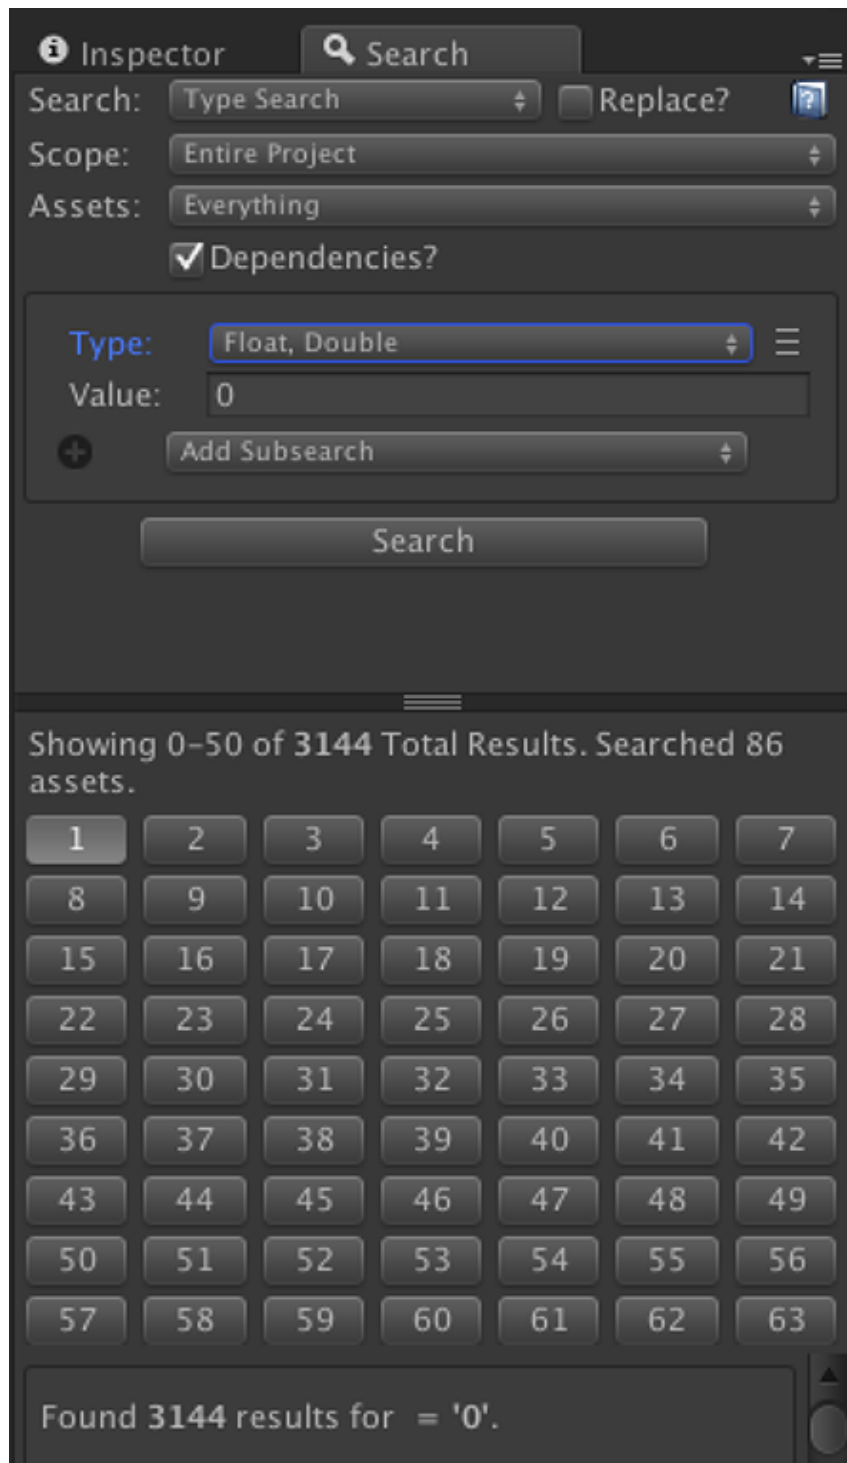 Inspector Search
Search: Type Search Replace?
Scope: Entire Project
Assets: Everything
Dependencies?
Type: Float, Double
Value: 0
Add Subsearch
Search
Showing 0-50 of 3144 Total Results. Searched 86
assets.
1 2 3 4 5 6 7
8 9 10 11 12 13 14
15 16 17 18 19 20 21
22 23 24 25 26 27 28
29 30 31 32 33 34 35
36 37 38 39 40 41 42
43 44 45 46 47 48 49
50 51 52 53 54 55 56
57 58 59 60 61 62 63
Found 3144 results for = '0'.